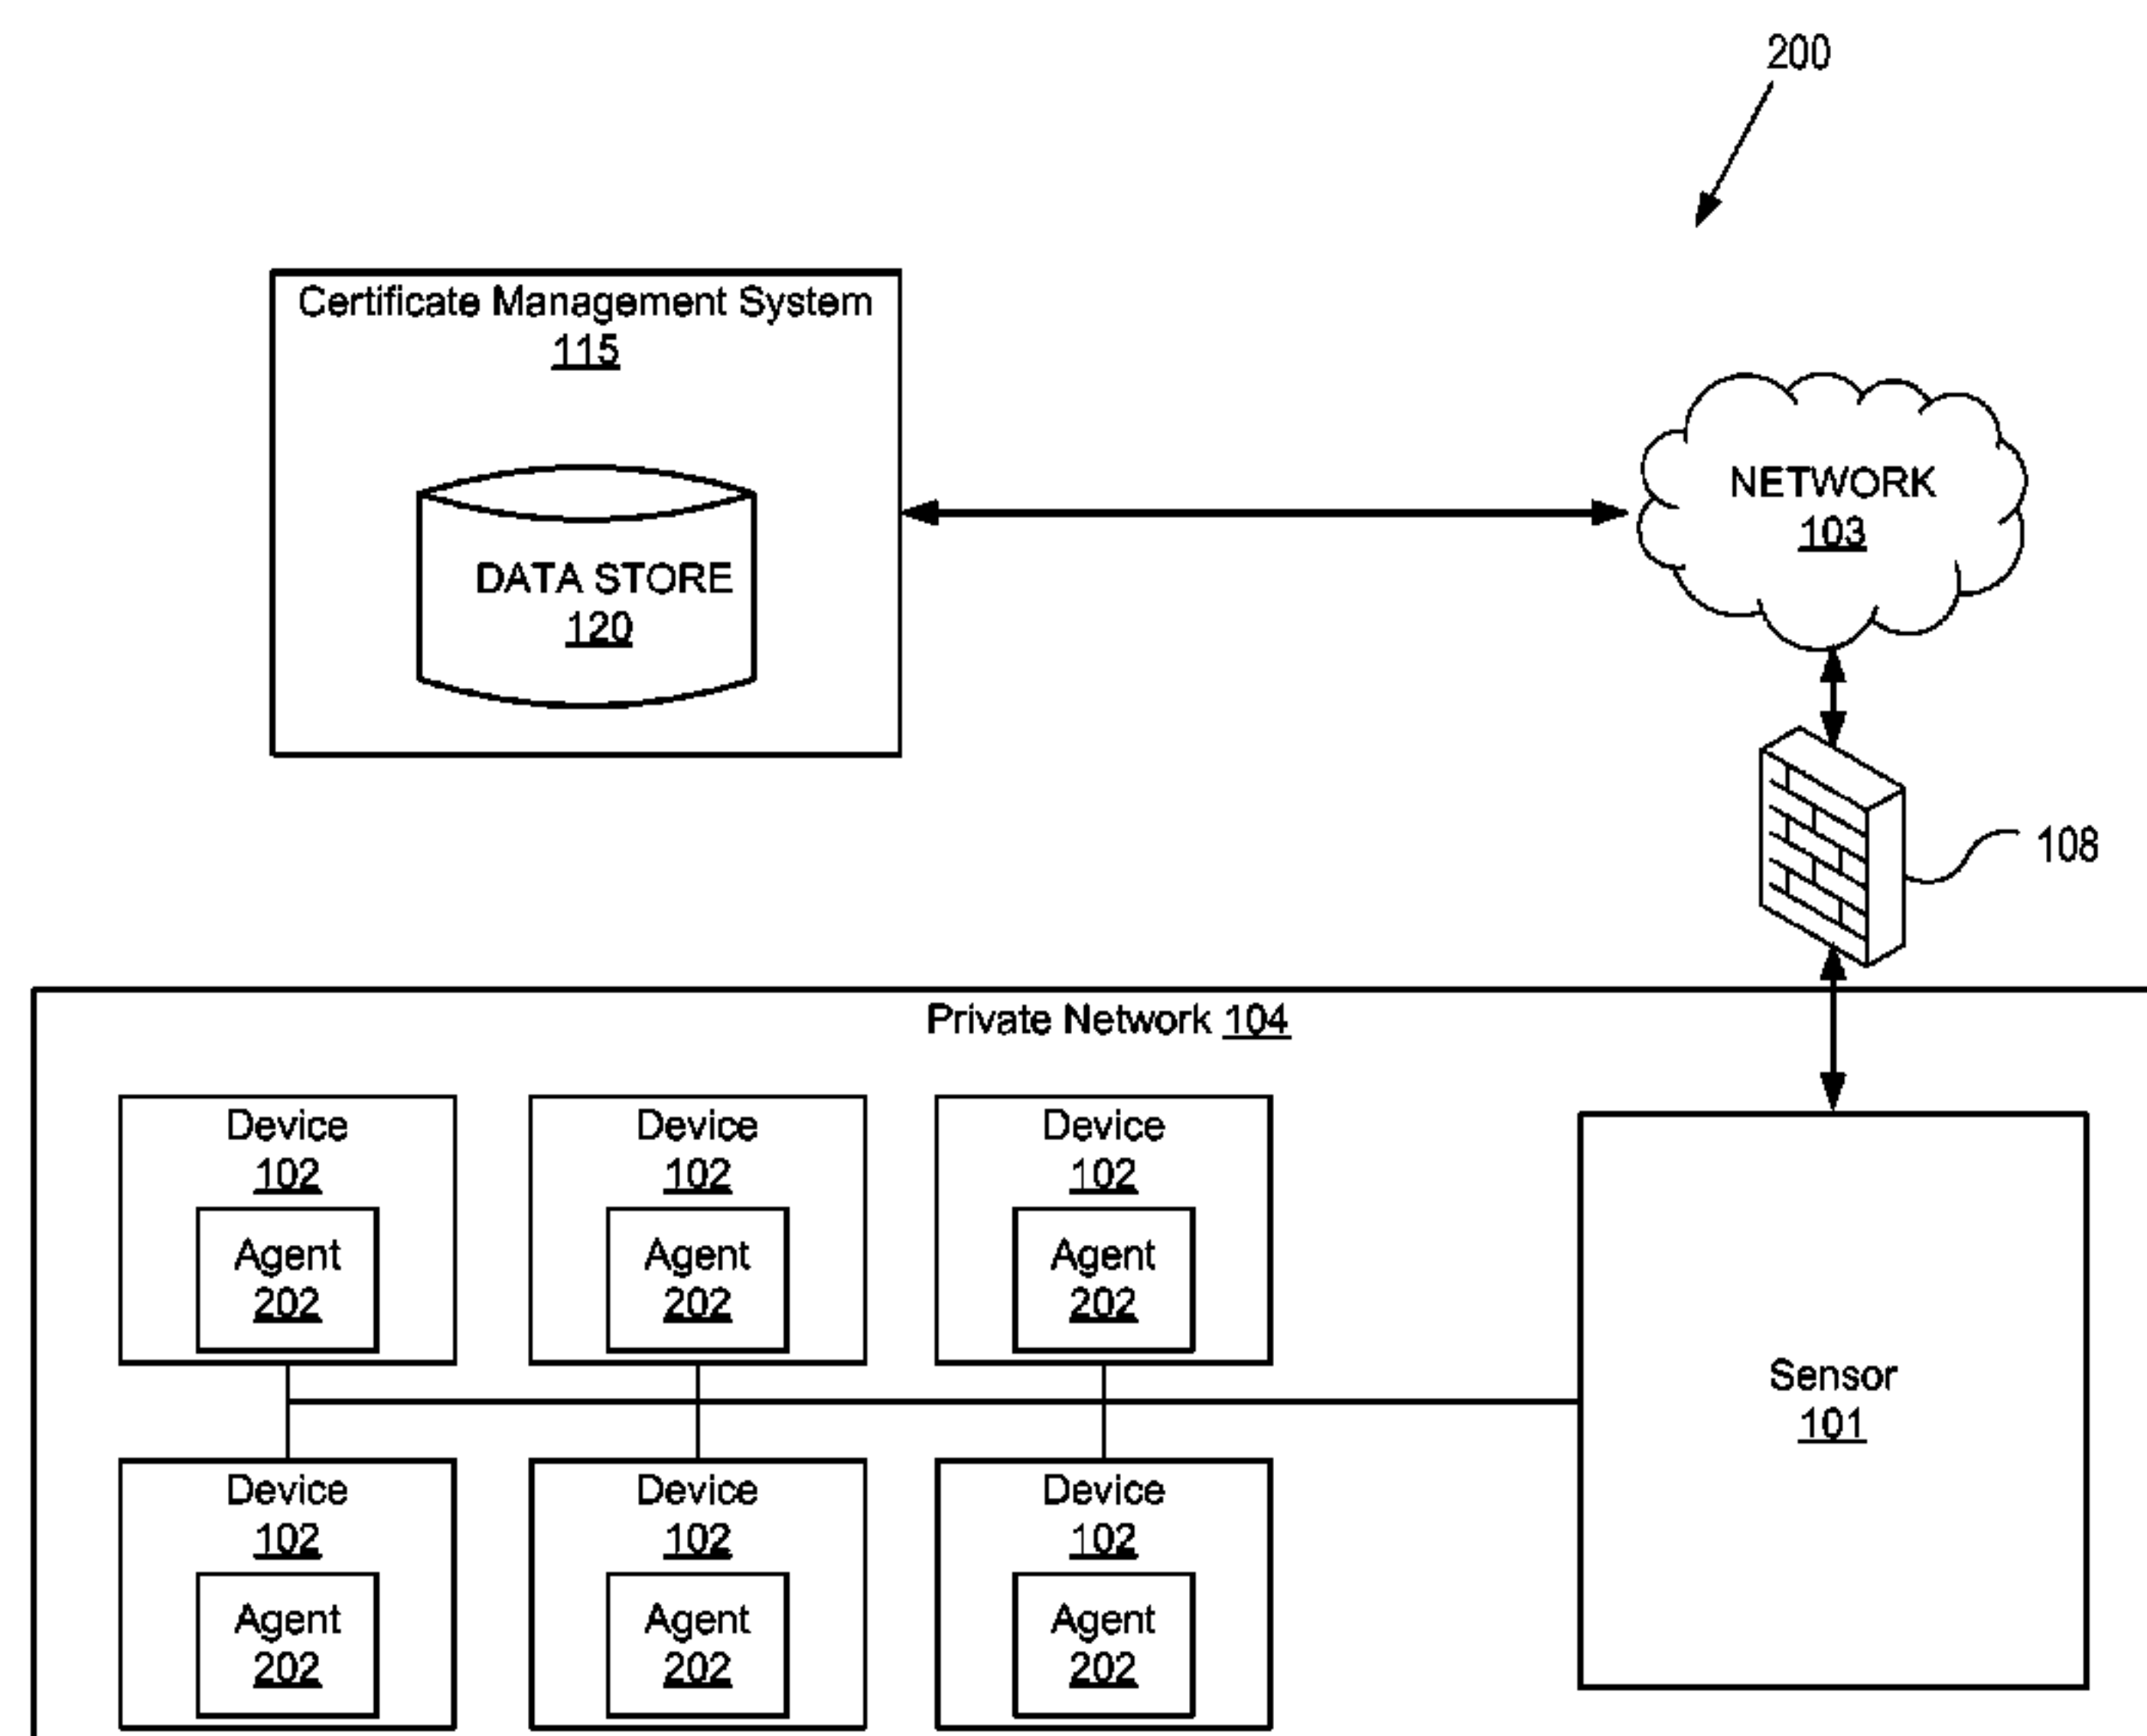 200
Certificate Management System
115
DATA STORE
120
NETWORK
103
108
Private Network 104
Device
102
Agent
202
Device
102
Agent
202
Device
102
Agent
202
Sensor
101
Device
102
Agent
202
Device
102
Agent
202
Device
102
Agent
202